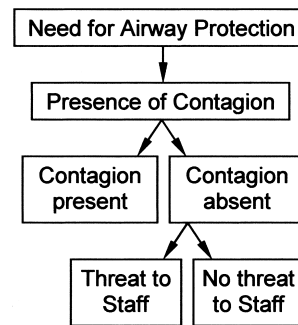 Need for Airway Protection
Presence of Contagion
Contagion
present
Contagion
absent
Threat to
Staff
No threat
to Staff